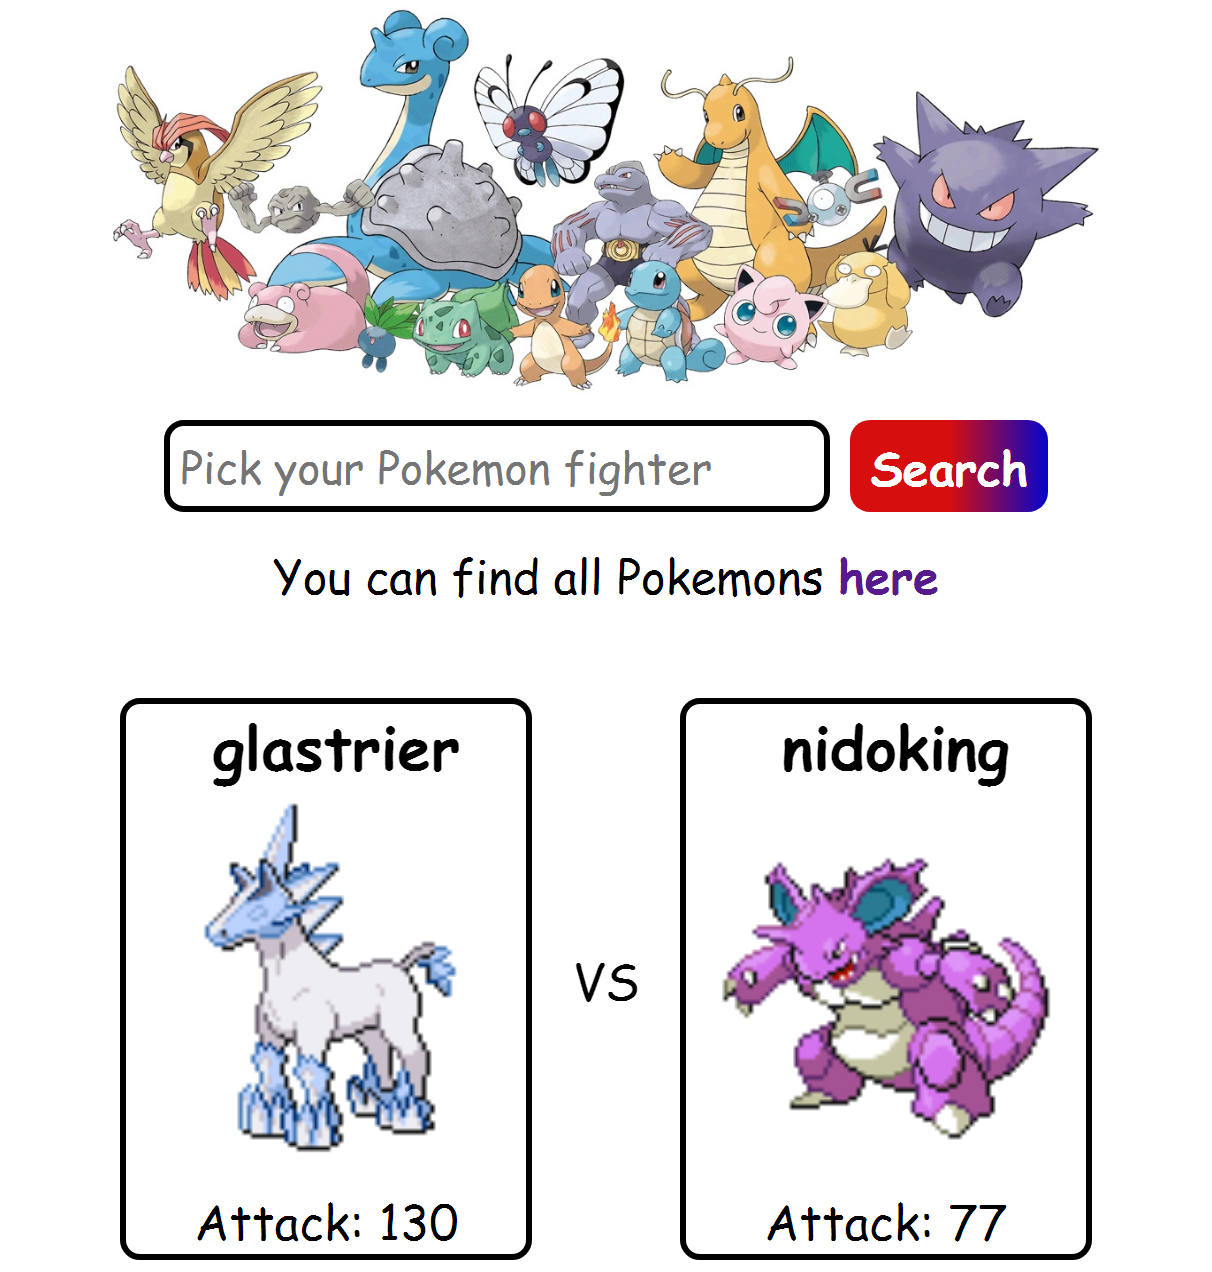 Pick your Pokemon fighter
Search
You can find all Pokemons here
glastrier
nidoking
VS
Attack: 130
Attack: 77